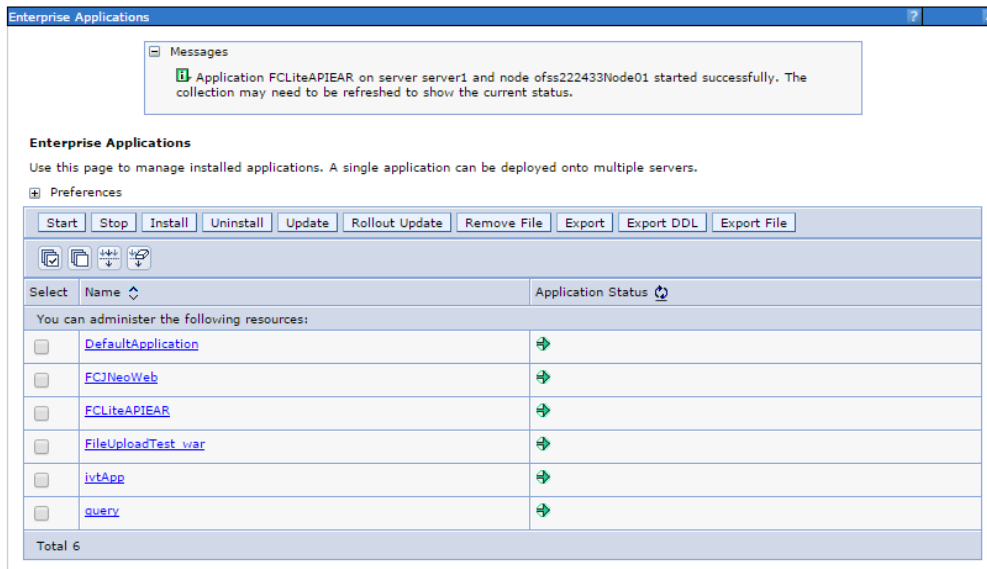 Enterprise Applications ?
Messages
Application FCLiteAPIEAR on server server1 and node ofss222433Node01 started successfully. The
collection may need to be refreshed to show the current status.
Enterprise Applications
Use this page to manage installed applications. A single application can be deployed onto multiple servers.
Preferences
Start Stop Install Uninstall Update Rollout Update Remove File Export Export DDL Export File
Select Name Application Status
You can administer the following resources:
DefaultApplication
FCJNeoWeb
FCLiteAPIEAR
FileUploadTest_war
ivtApp
query
Total 6